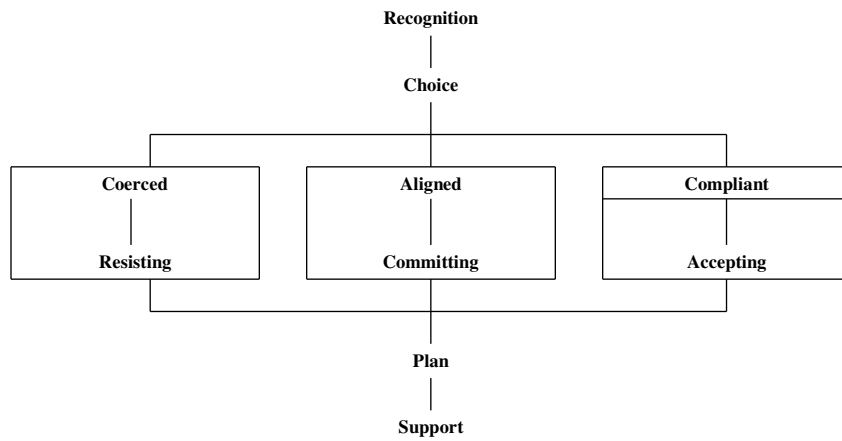 Recognition
Choice
Coerced Aligned Compliant
Resisting Committing Accepting
Plan
Support